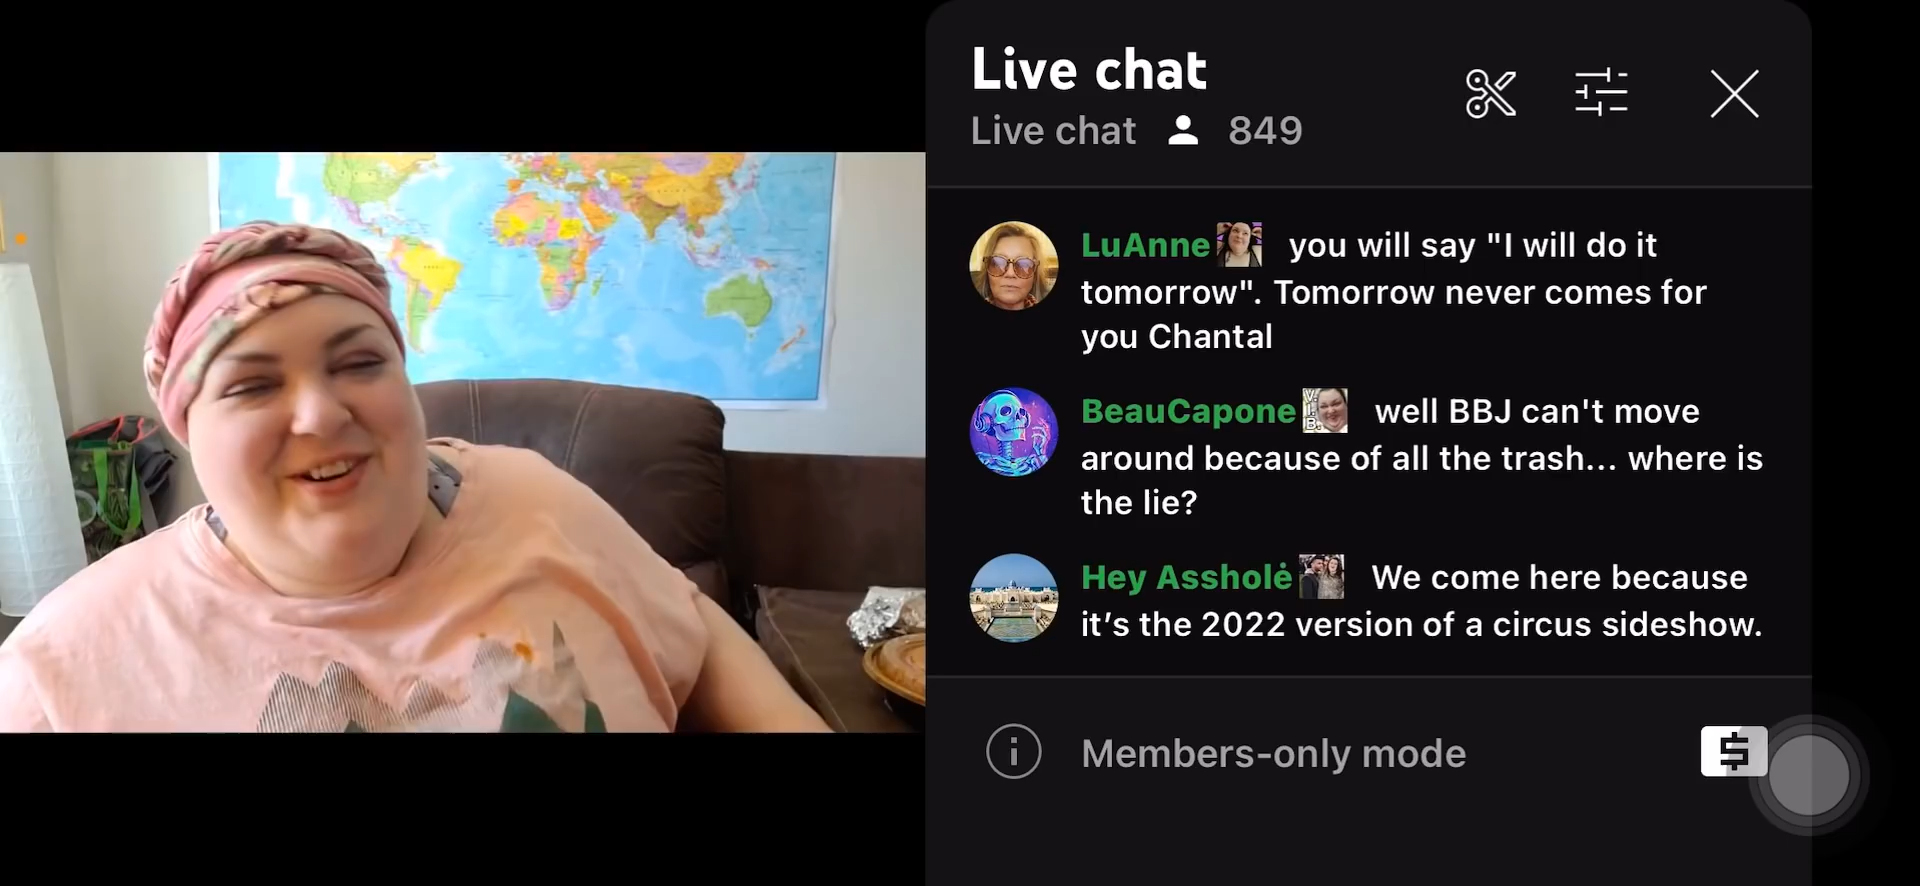 Live chat
Live chat 849
LuAnne you will say "I will do it
tomorrow". Tomorrow never comes for
you Chantal
BeauCapone well BBJ can't move
around because of all the trash... where is
the lie?
Hey Assholė We come here because
it’s the 2022 version of a circus sideshow.
Members-only mode
$